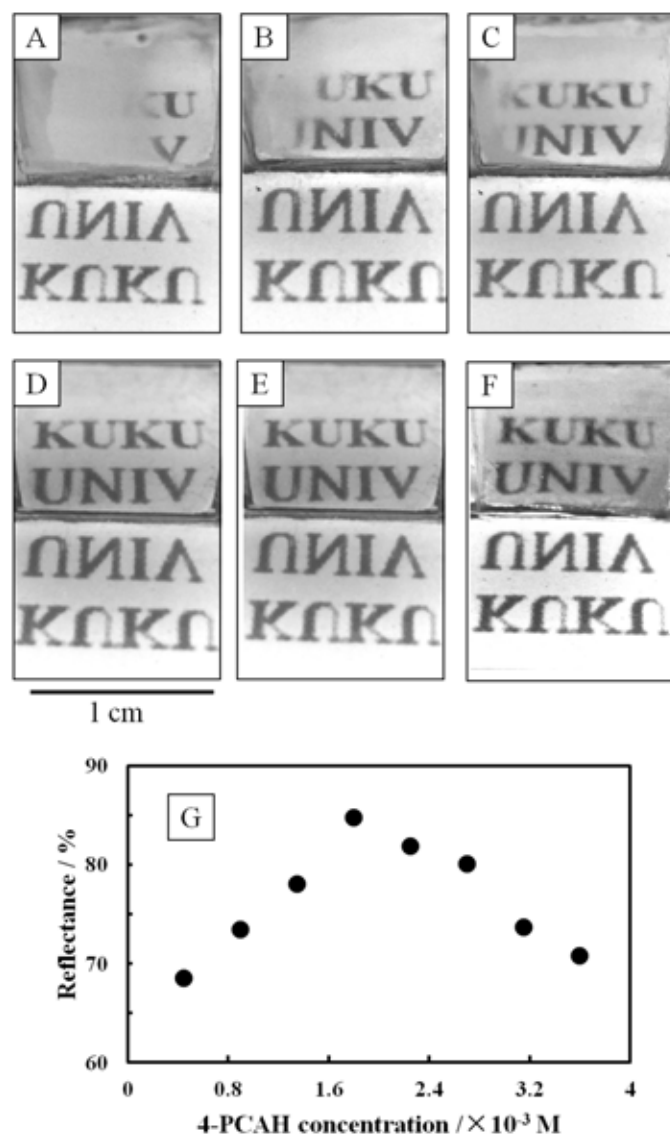 A
KU
V
UNIV
KUKU
B
UKU
UNIV
UNIV
KUKU
C
KUKU
UNIV
UNIV
KUKU
D
KUKU
UNIV
UNIV
KUKU
E
KUKU
UNIV
UNIV
KUKU
F
KUKU
UNIV
UNIV
KUKU
1 cm
G
Reflectance / %
90
80
70
60
0 0.8 1.6 2.4 3.2 4
4-PCAH concentration /×10⁻³ M